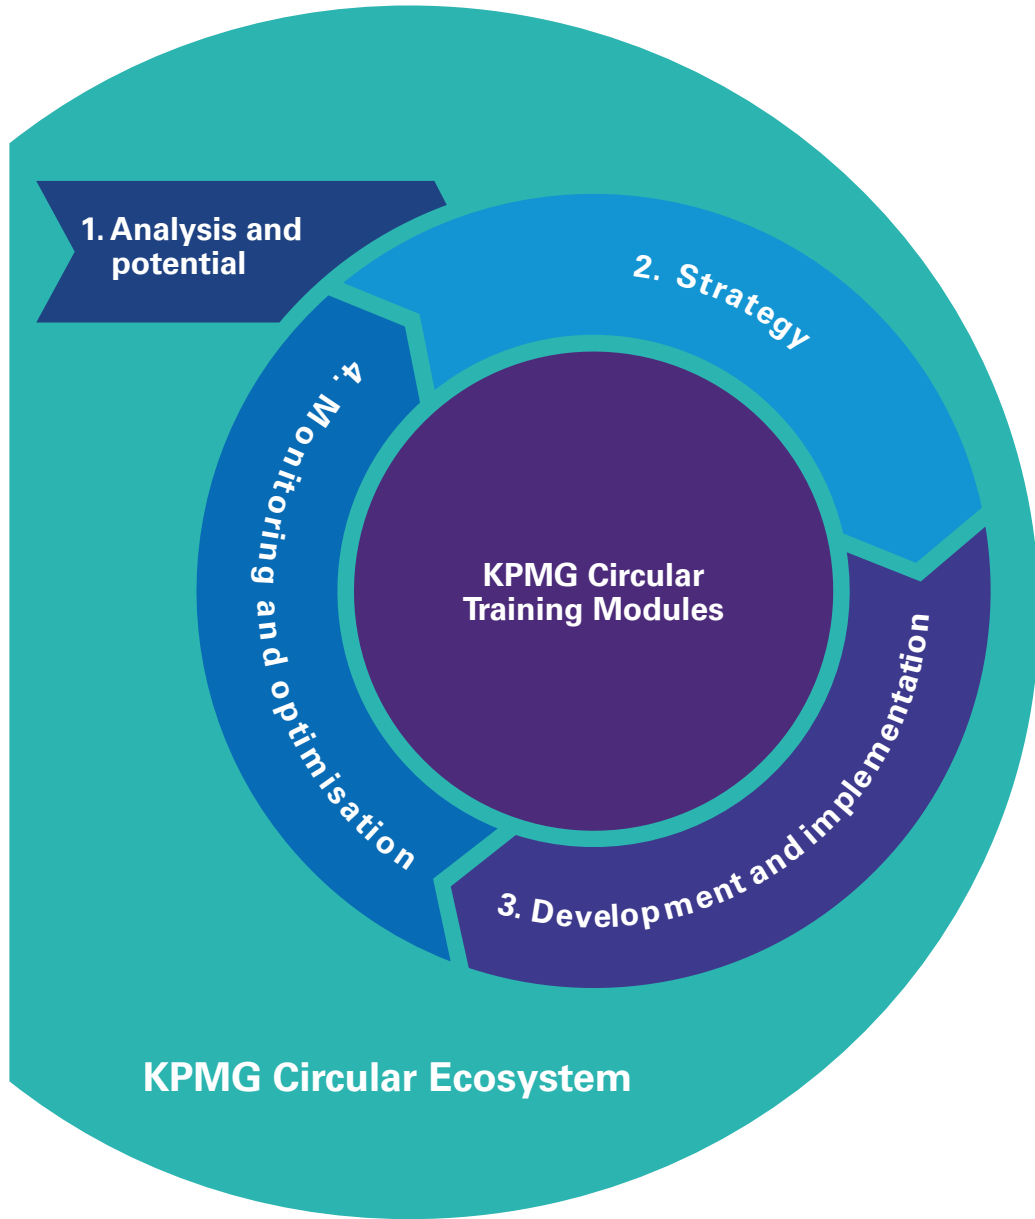 1. Analysis and
potential
2. Strategy
3. Development and implementation
4. Monitoring and optimisation
KPMG Circular
Training Modules
KPMG Circular Ecosystem